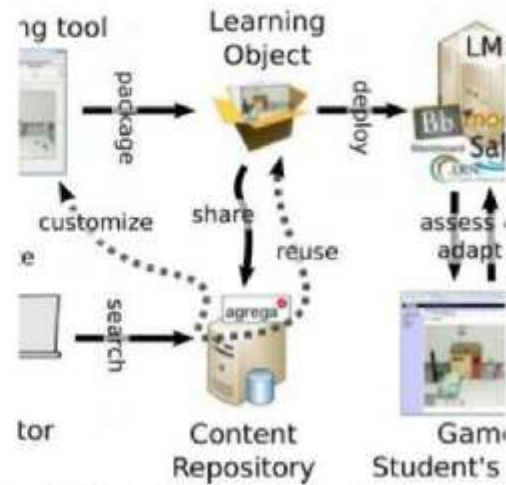 ng tool
Learning
Object
LM
package
deploy
Bb
Sal
customize
share
reuse
assess
adapt
e
search
agrega
tor
Content
Repository
Game
Student's